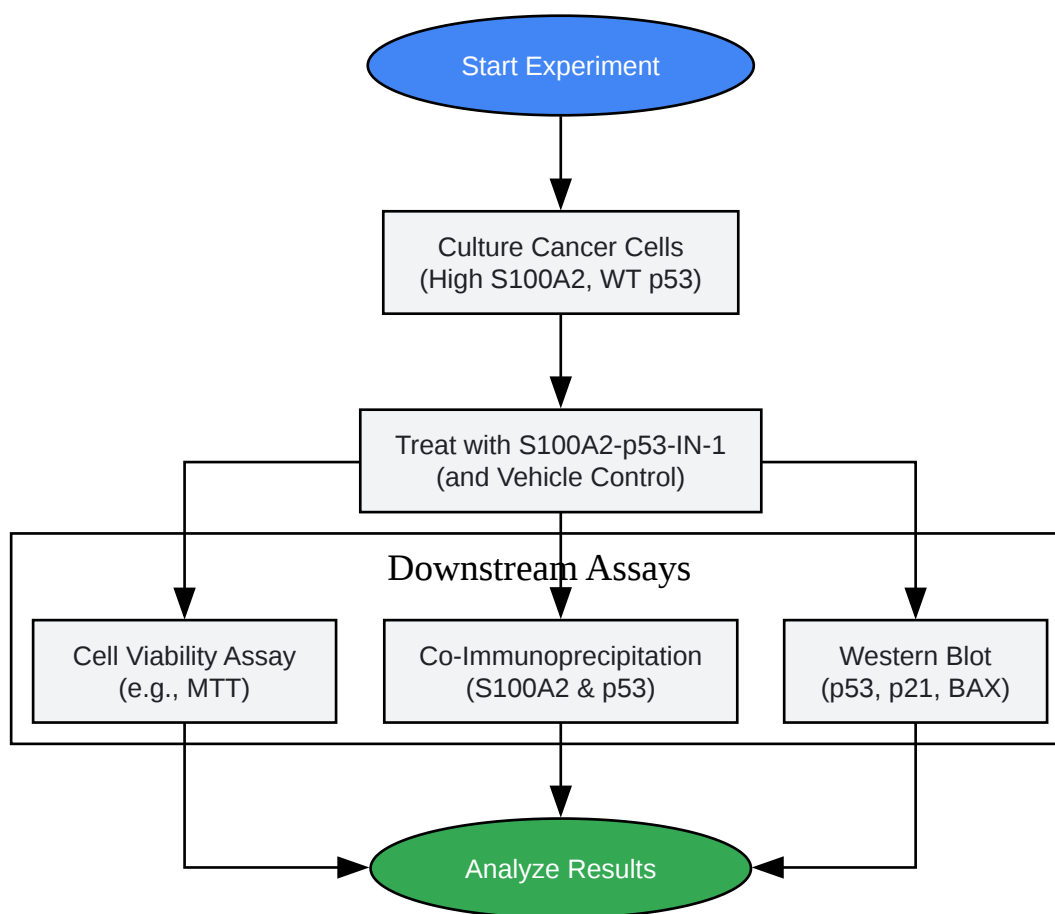 Start Experiment
Culture Cancer Cells
(High S100A2, WT p53)
Treat with S100A2-p53-IN-1
(and Vehicle Control)
Downstream Assays
Cell Viability Assay
(e.g., MTT)
Co-Immunoprecipitation
(S100A2 & p53)
Western Blot
(p53, p21, BAX)
Analyze Results